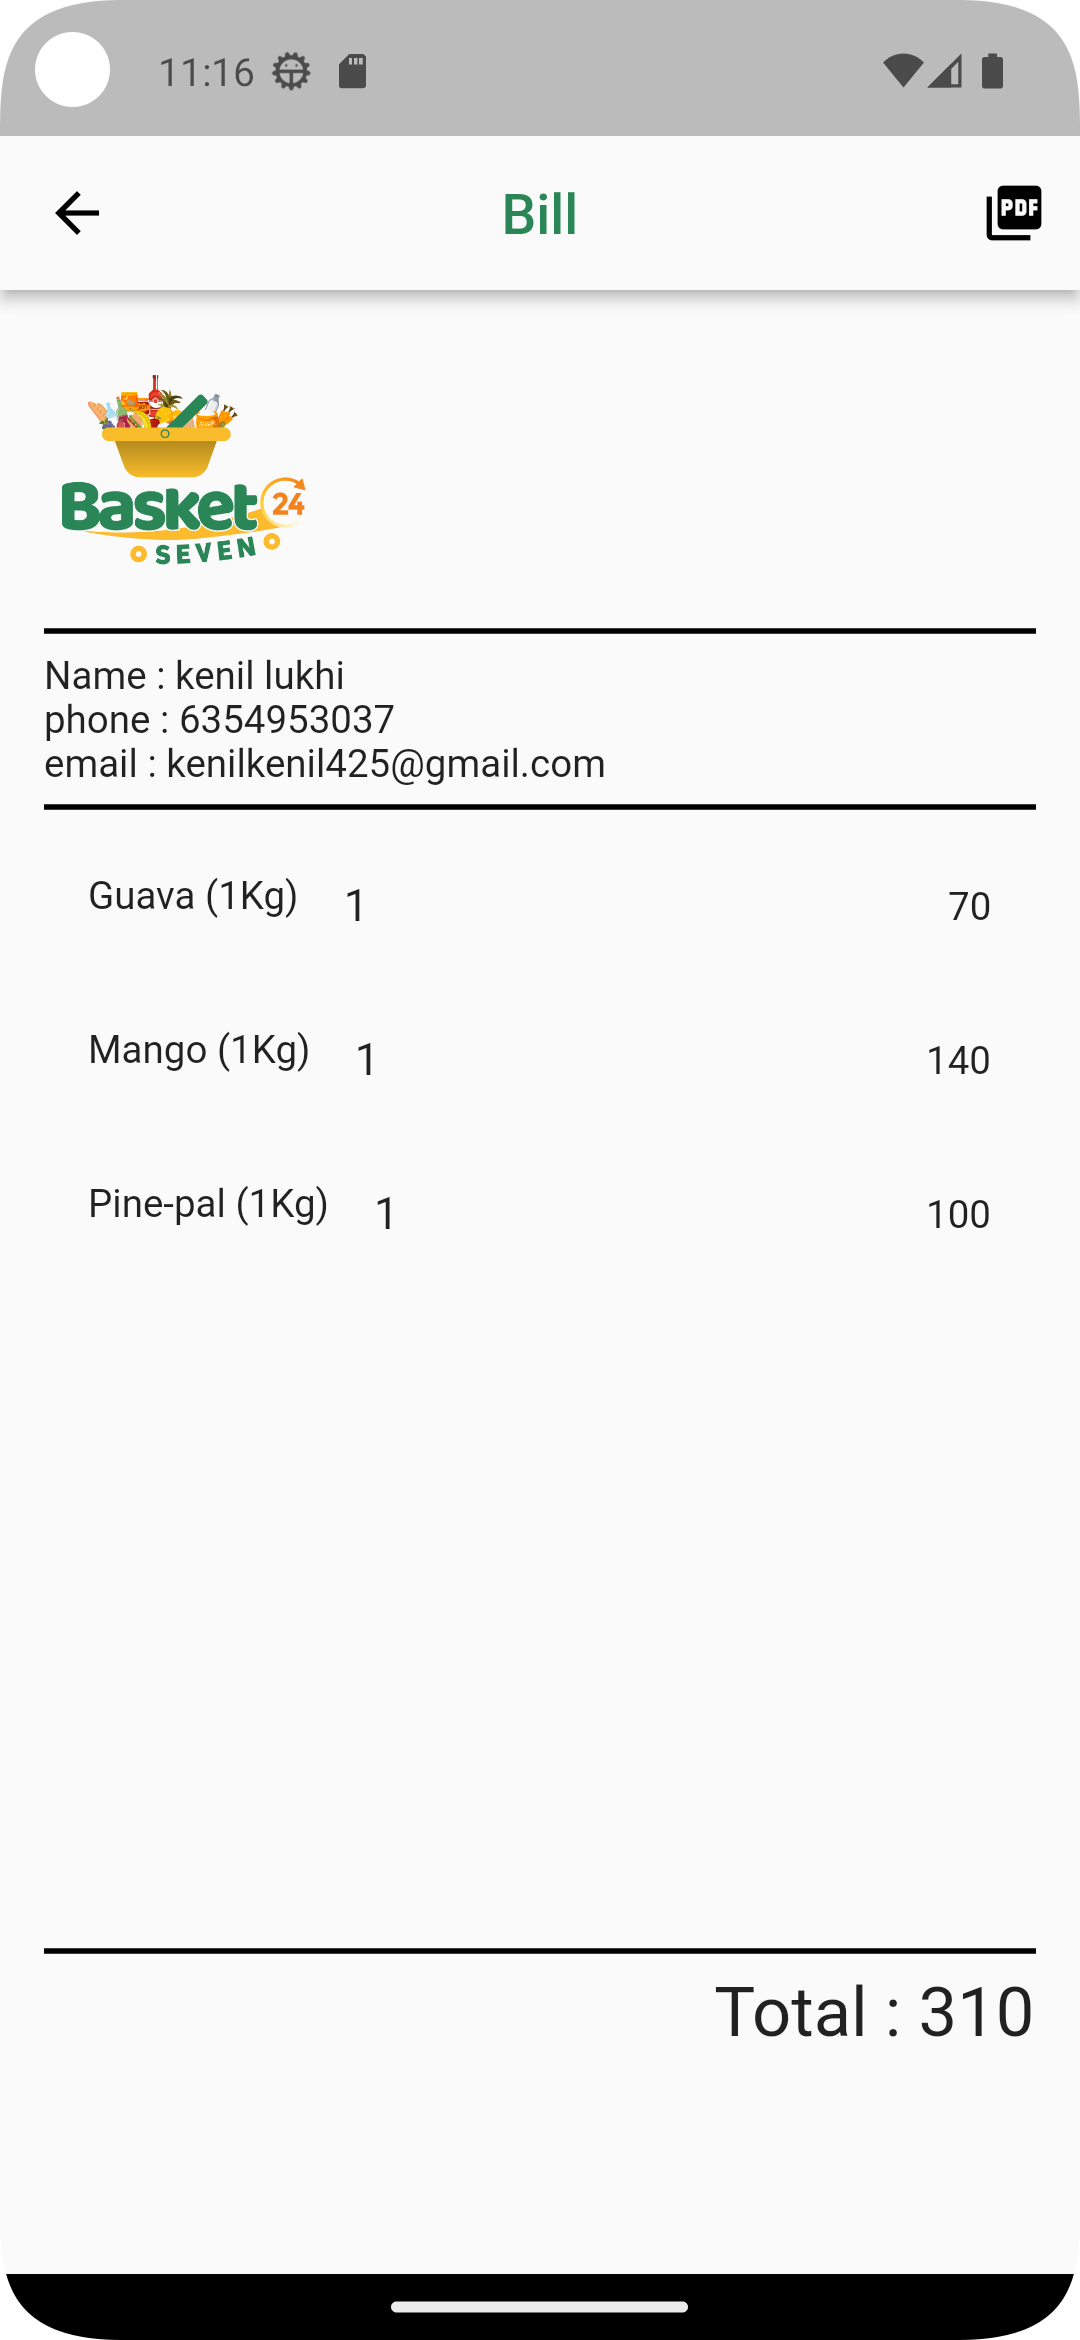 11:16
Bill
PDF
Basket 24
SEVEN
Name : kenil lukhi
phone : 6354953037
email : kenilkenil425@gmail.com
Guava (1Kg) 1 70
Mango (1Kg) 1 140
Pine-pal (1Kg) 1 100
Total : 310